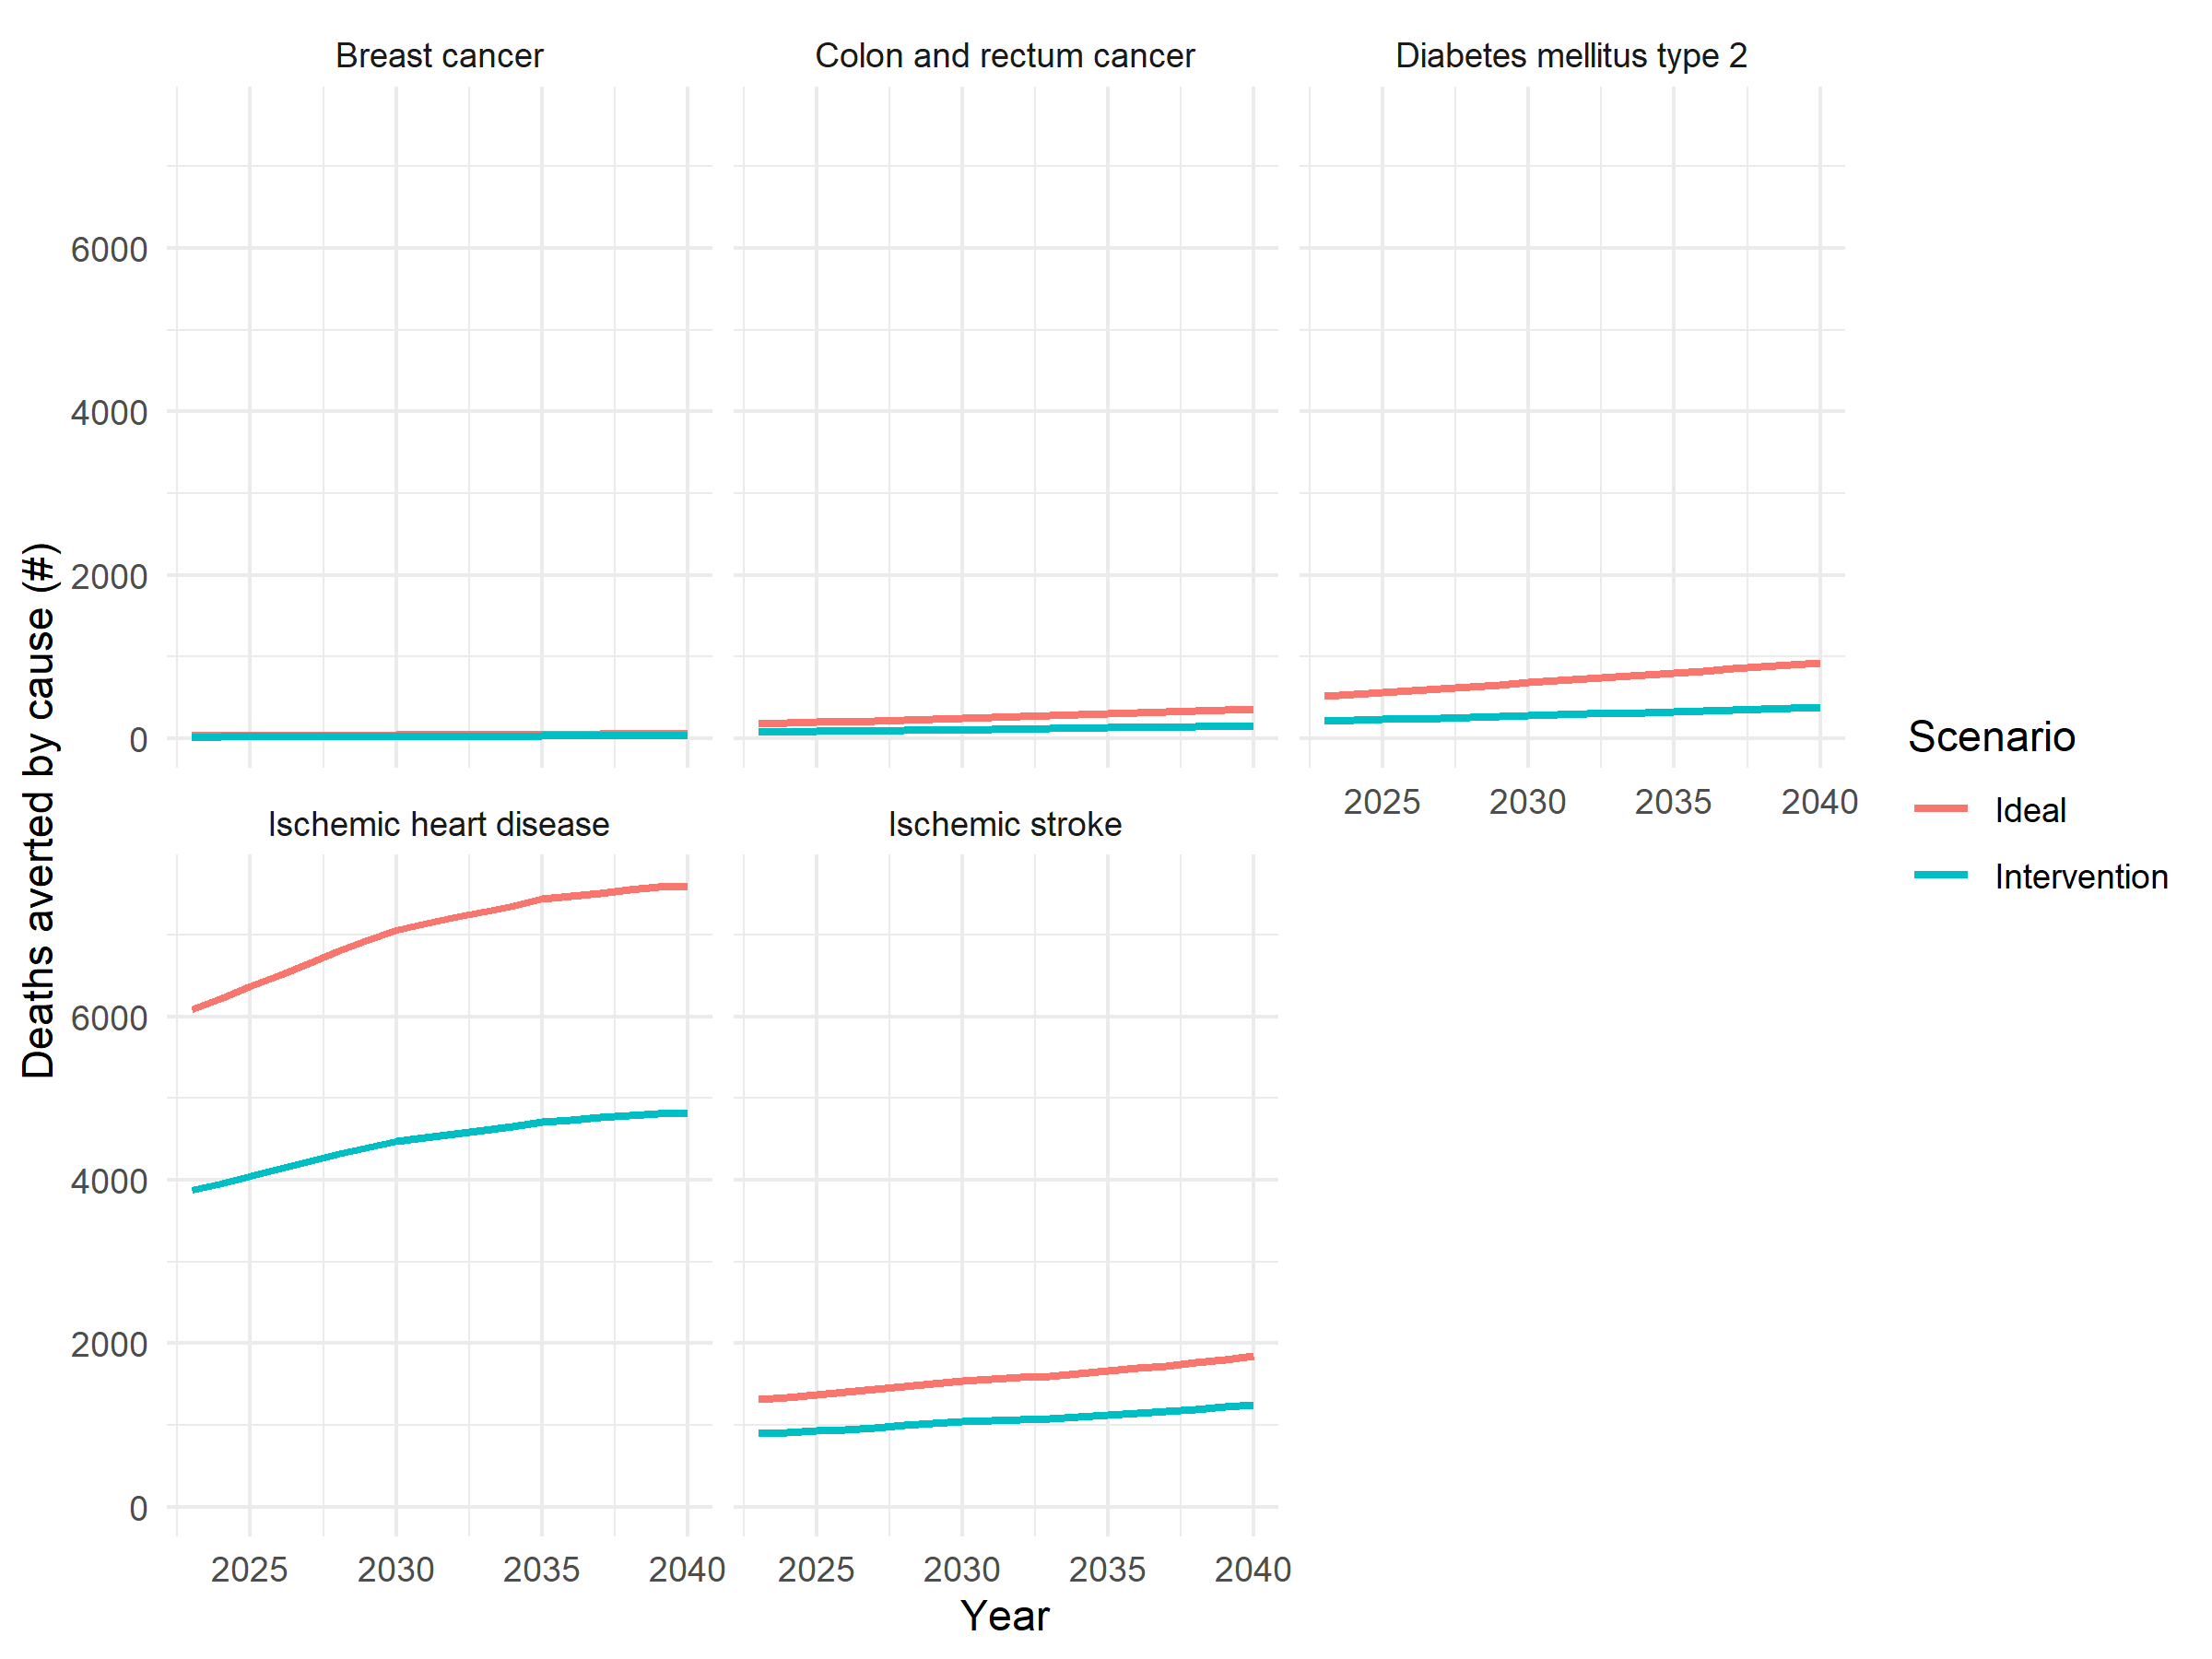 Breast cancer
Colon and rectum cancer
Diabetes mellitus type 2
6000
4000
2000
0
2025 2030 2035 2040
Ischemic heart disease
Ischemic stroke
6000
4000
2000
0
2025 2030 2035 2040
2025 2030 2035 2040
Year
Deaths averted by cause (#)
Scenario
Ideal
Intervention